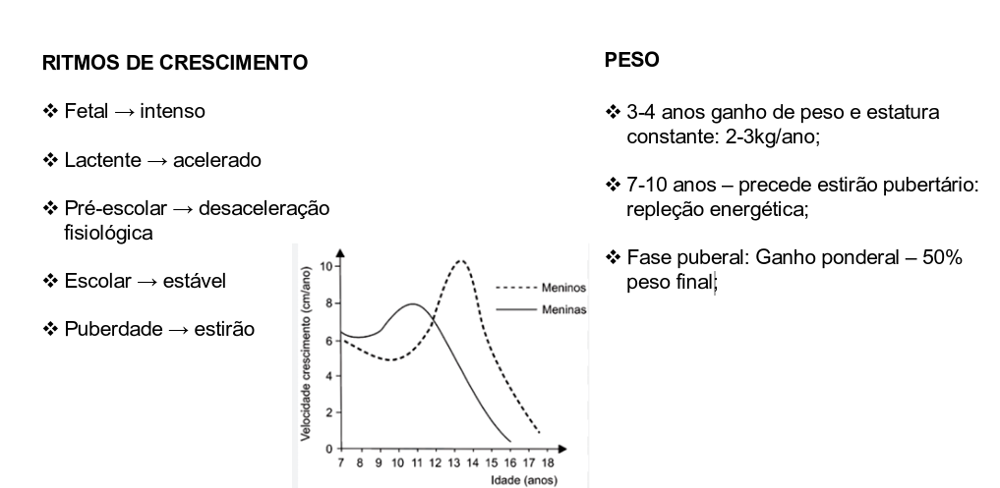 RITMOS DE CRESCIMENTO
❖ Fetal → intenso
❖ Lactente → acelerado
❖ Pré-escolar → desaceleração
fisiológica
❖ Escolar → estável
❖ Puberdade → estirão
PESO
❖ 3-4 anos ganho de peso e estatura
constante: 2-3kg/ano;
❖ 7-10 anos – precede estirão pubertário:
repleção energética;
❖ Fase puberal: Ganho ponderal – 50%
peso final;
Velocidade crescimento (cm/ano)
10
8
6
4
2
0
Meninos
Meninas
7 8 9 10 11 12 13 14 15 16 17 18
Idade (anos)